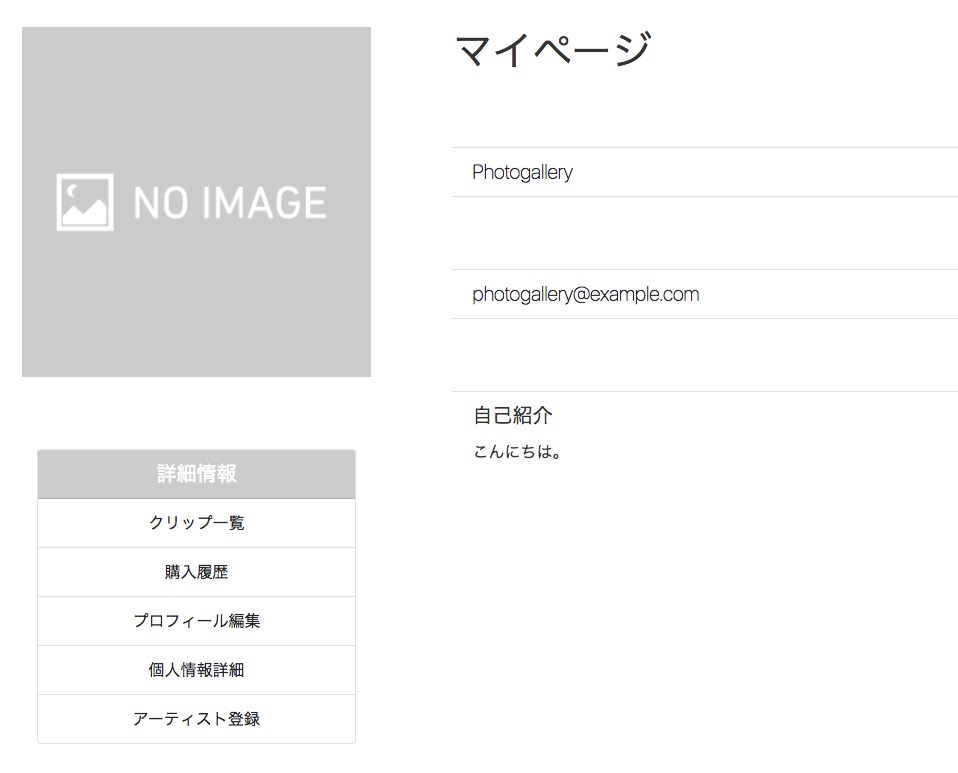 NO IMAGE
マイページ
Photogallery
photogallery@example.com
自己紹介
こんにちは。
詳細情報
クリップ一覧
購入履歴
プロフィール編集
個人情報詳細
アーティスト登録